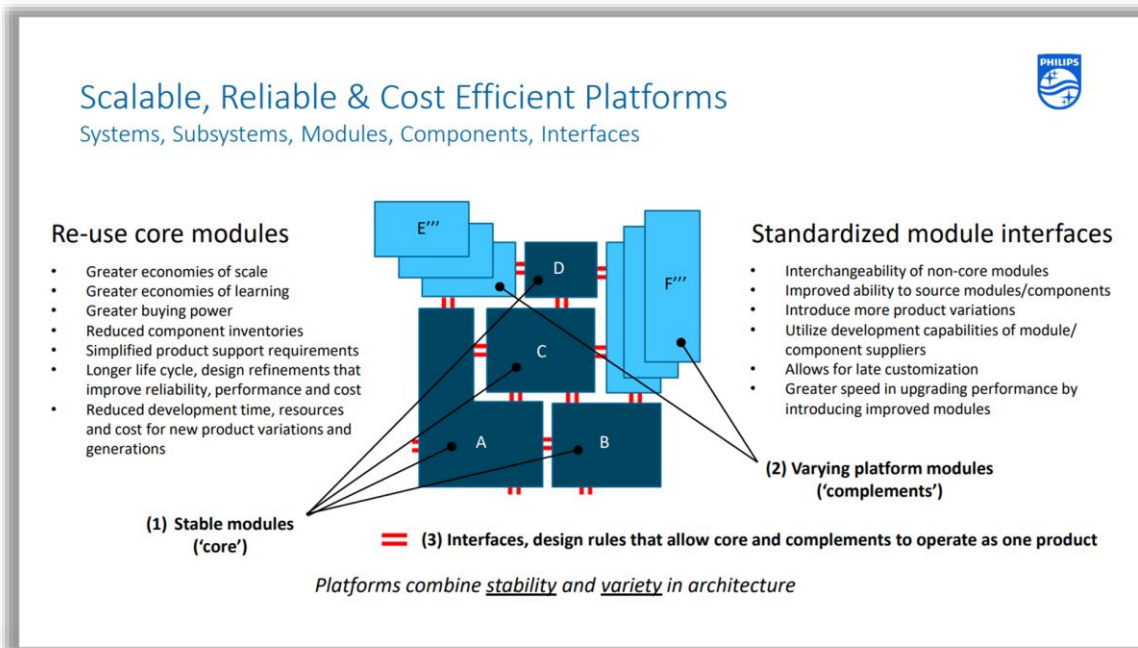 PHILIPS
Scalable, Reliable & Cost Efficient Platforms
Systems, Subsystems, Modules, Components, Interfaces
Re-use core modules
• Greater economies of scale
• Greater economies of learning
• Greater buying power
• Reduced component inventories
• Simplified product support requirements
• Longer life cycle, design refinements that
improve reliability, performance and cost
• Reduced development time, resources
and cost for new product variations and
generations
E'''
D
F'''
C
A
B
Standardized module interfaces
• Interchangeability of non-core modules
• Improved ability to source modules/components
• Introduce more product variations
• Utilize development capabilities of module/
component suppliers
• Allows for late customization
• Greater speed in upgrading performance by
introducing improved modules
(2) Varying platform modules
('complements')
(1) Stable modules
('core')
(3) Interfaces, design rules that allow core and complements to operate as one product
Platforms combine stability and variety in architecture